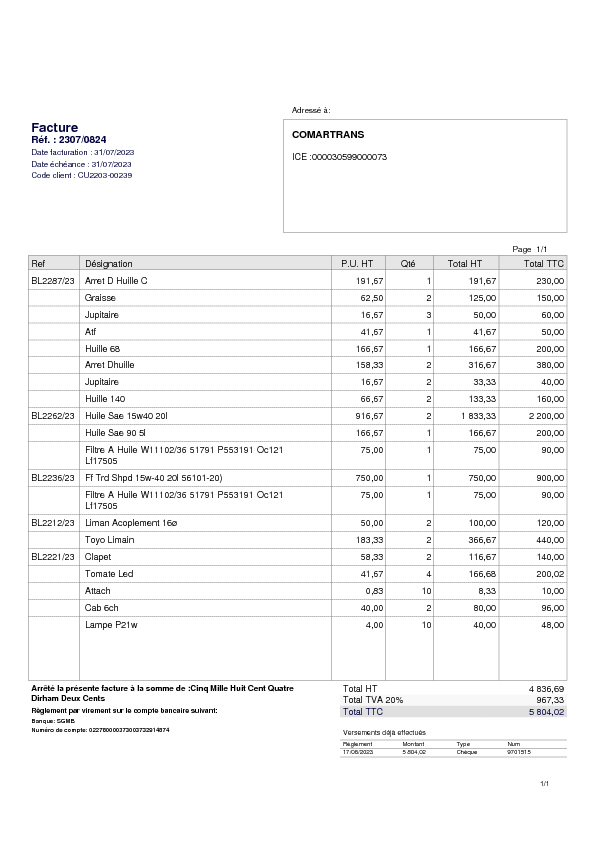 Adressé à:
Facture
Réf. : 2307/0824
Date facturation : 31/07/2023
Date échéance : 31/07/2023
Code client : CU2203-00239
COMARTRANS
ICE :000030599000073
Page 1/1
Ref Désignation P.U. HT Qté Total HT Total TTC
BL2287/23 Arret D Huille C 191,67 1 191,67 230,00
Graisse 62,50 2 125,00 150,00
Jupitaire 16,67 3 50,00 60,00
Atf 41,67 1 41,67 50,00
Huille 68 166,67 1 166,67 200,00
Arret Dhuille 158,33 2 316,67 380,00
Jupitaire 16,67 2 33,33 40,00
Huille 140 66,67 2 133,33 160,00
BL2262/23 Huile Sae 15w40 20l 916,67 2 1 833,33 2 200,00
Huile Sae 90 5l 166,67 1 166,67 200,00
Filtre A Huile W11102/36 51791 P553191 Oc121 75,00 1 75,00 90,00
Lf17505
BL2236/23 Ff Trd Shpd 15w-40 20l 56101-20) 750,00 1 750,00 900,00
Filtre A Huile W11102/36 51791 P553191 Oc121 75,00 1 75,00 90,00
Lf17505
BL2212/23 Liman Acoplement 16ø 50,00 2 100,00 120,00
Toyo Limain 183,33 2 366,67 440,00
BL2221/23 Clapet 58,33 2 116,67 140,00
Tomate Led 41,67 4 166,68 200,02
Attach 0,83 10 8,33 10,00
Cab 6ch 40,00 2 80,00 96,00
Lampe P21w 4,00 10 40,00 48,00
Arrêté la présente facture à la somme de :Cinq Mille Huit Cent Quatre
Dirham Deux Cents
Règlement par virement sur le compte bancaire suivant:
Banque: SGMB
Numéro de compte: 0227800003730037329148 74
Total HT 4 836,69
Total TVA 20% 967,33
Total TTC 5 804,02
Versements déjà effectués
Règlement Montant Type Num
17/08/2023 5 804,02 Chèque 9701515
1/1